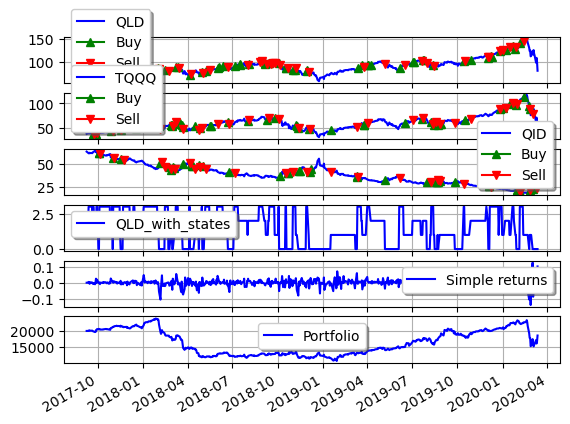 QLD
Buy
Sell
150
100
TQQQ
Buy
Sell
100
50
QID
Buy
Sell
50
25
QLD_with_states
2.5
0.0
Simple returns
0.1
0.0
−0.1
Portfolio
20000
15000
2017-10
2018-01
2018-04
2018-07
2018-10
2019-01
2019-04
2019-07
2019-10
2020-01
2020-04